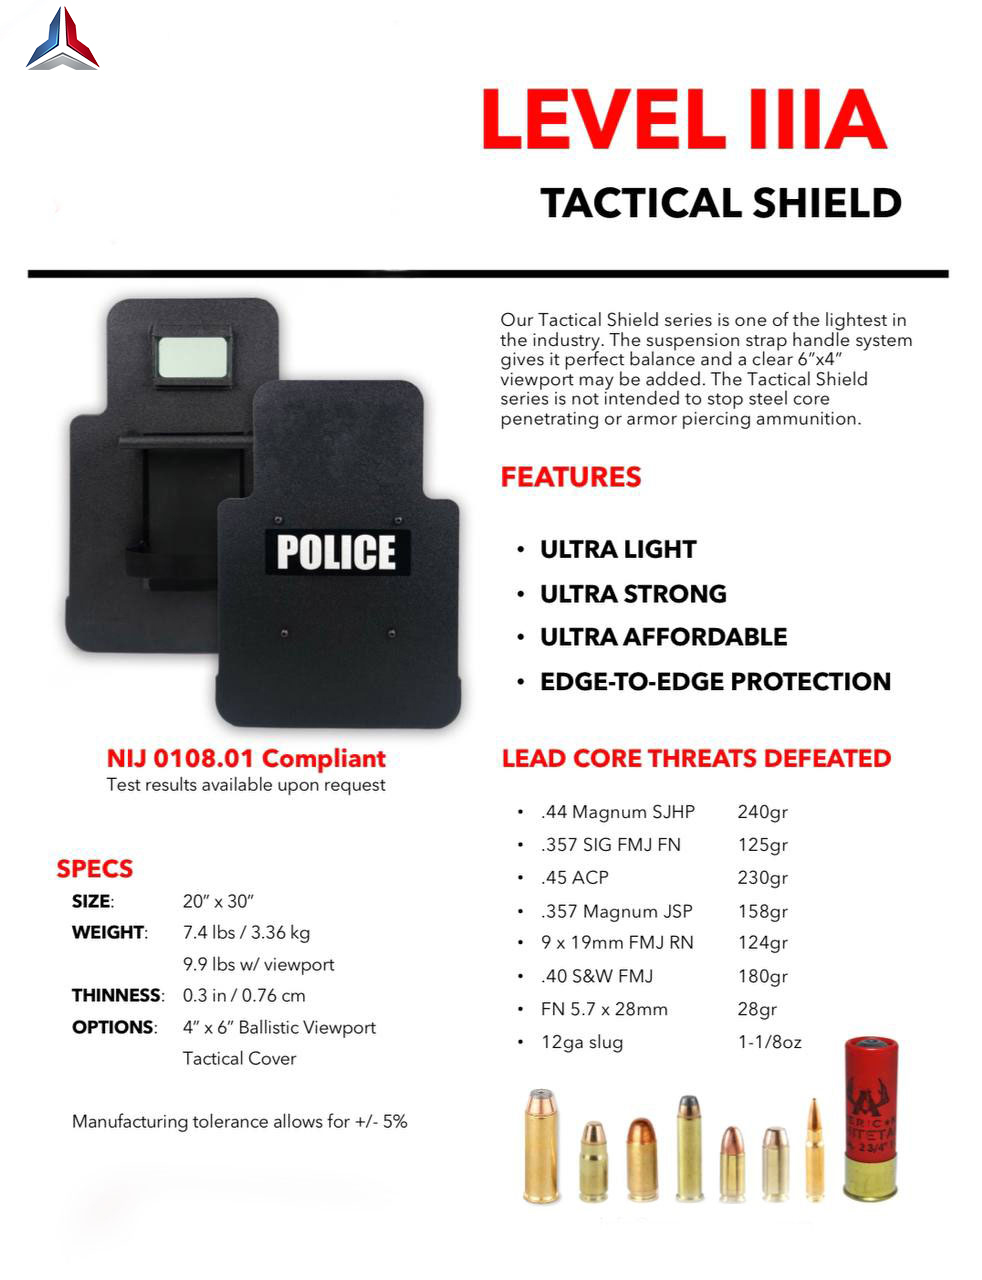 LEVEL IIIA
TACTICAL SHIELD
Our Tactical Shield series is one of the lightest in
the industry. The suspension strap handle system
gives it perfect balance and a clear 6”x4”
viewport may be added. The Tactical Shield
series is not intended to stop steel core
penetrating or armor piercing ammunition.
POLICE
FEATURES
• ULTRA LIGHT
• ULTRA STRONG
• ULTRA AFFORDABLE
• EDGE-TO-EDGE PROTECTION
NIJ 0108.01 Compliant
Test results available upon request
SPECS
SIZE: 20” x 30”
WEIGHT: 7.4 lbs / 3.36 kg
9.9 lbs w/ viewport
THINNESS: 0.3 in / 0.76 cm
OPTIONS: 4” x 6” Ballistic Viewport
Tactical Cover
Manufacturing tolerance allows for +/- 5%
LEAD CORE THREATS DEFEATED
• .44 Magnum SJHP 240gr
• .357 SIG FMJ FN 125gr
• .45 ACP 230gr
• .357 Magnum JSP 158gr
• 9 x 19mm FMJ RN 124gr
• .40 S&W FMJ 180gr
• FN 5.7 x 28mm 28gr
• 12ga slug 1-1/8oz
2 3/4"